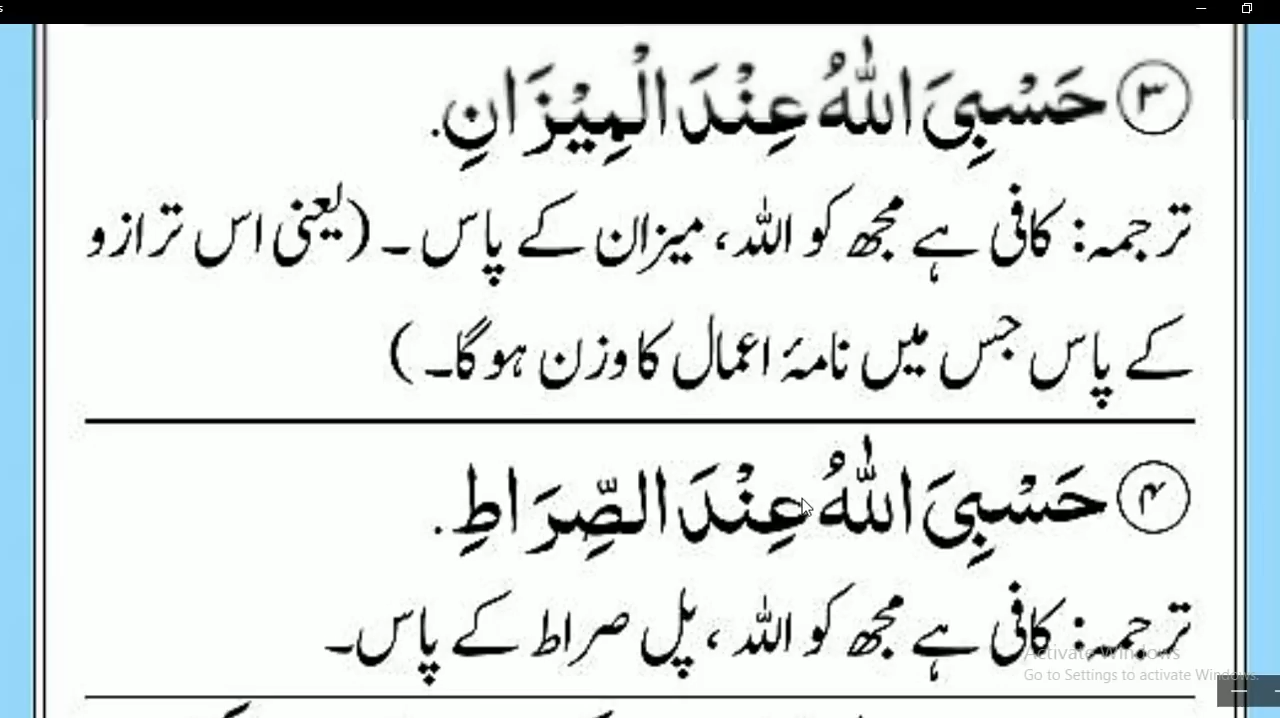 ③ حَسْبِیَ اللّٰهُ عِنْدَ الْمِیْزَانِ.
ترجمہ: کافی ہے مجھ کو اللہ، میزان کے پاس۔ (یعنی اس ترازو
کے پاس جس میں نامۂ اعمال کا وزن ہوگا۔)
④ حَسْبِیَ اللّٰهُ عِنْدَ الصِّرَاطِ.
ترجمہ: کافی ہے مجھ کو اللہ، پل صراط کے پاس۔
Activate Windows
Go to Settings to activate Windows.